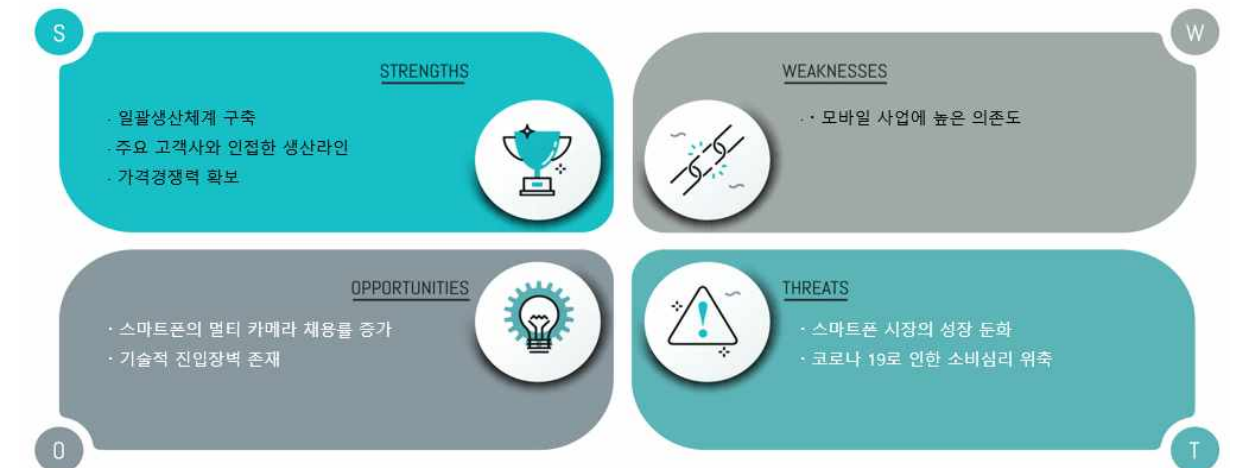 S
STRENGTHS
· 일괄생산체계 구축
· 주요 고객사와 인접한 생산라인
· 가격경쟁력 확보
W
WEAKNESSES
· · 모바일 사업에 높은 의존도
O
OPPORTUNITIES
· 스마트폰의 멀티 카메라 채용률 증가
· 기술적 진입장벽 존재
T
THREATS
· 스마트폰 시장의 성장 둔화
· 코로나 19로 인한 소비심리 위축